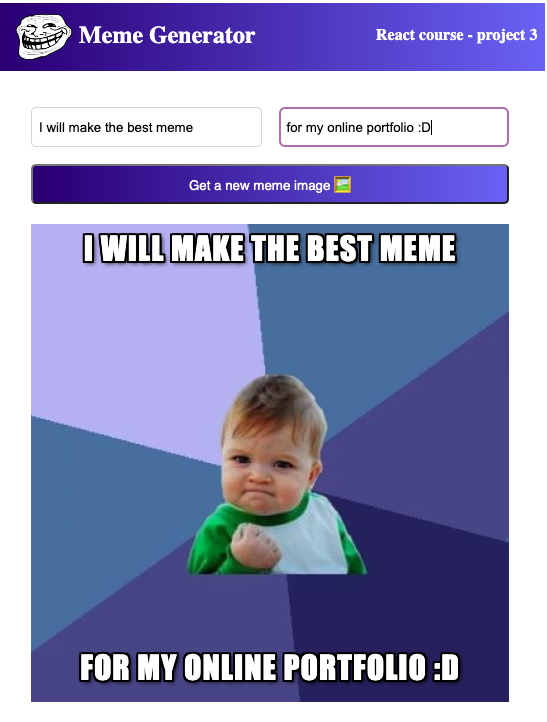 Meme Generator
React course - project 3
I will make the best meme
for my online portfolio :D
Get a new meme image 🖼️
I WILL MAKE THE BEST MEME
FOR MY ONLINE PORTFOLIO :D